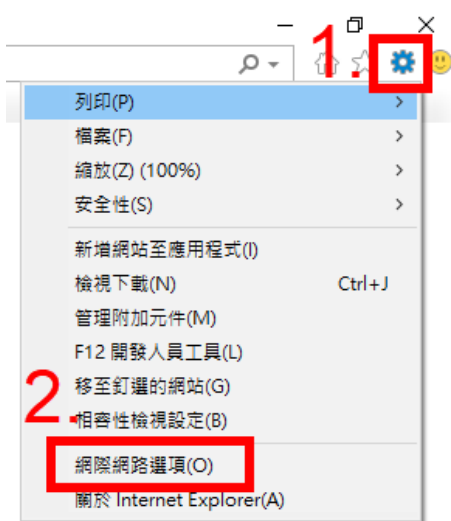 1.
列印(P)
檔案(F)
縮放(Z) (100%)
安全性(S)
新增網站至應用程式(I)
檢視下載(N) Ctrl+J
管理附加元件(M)
F12 開發人員工具(L)
移至釘選的網站(G)
2.
相容性檢視設定(B)
網際網路選項(O)
關於 Internet Explorer(A)